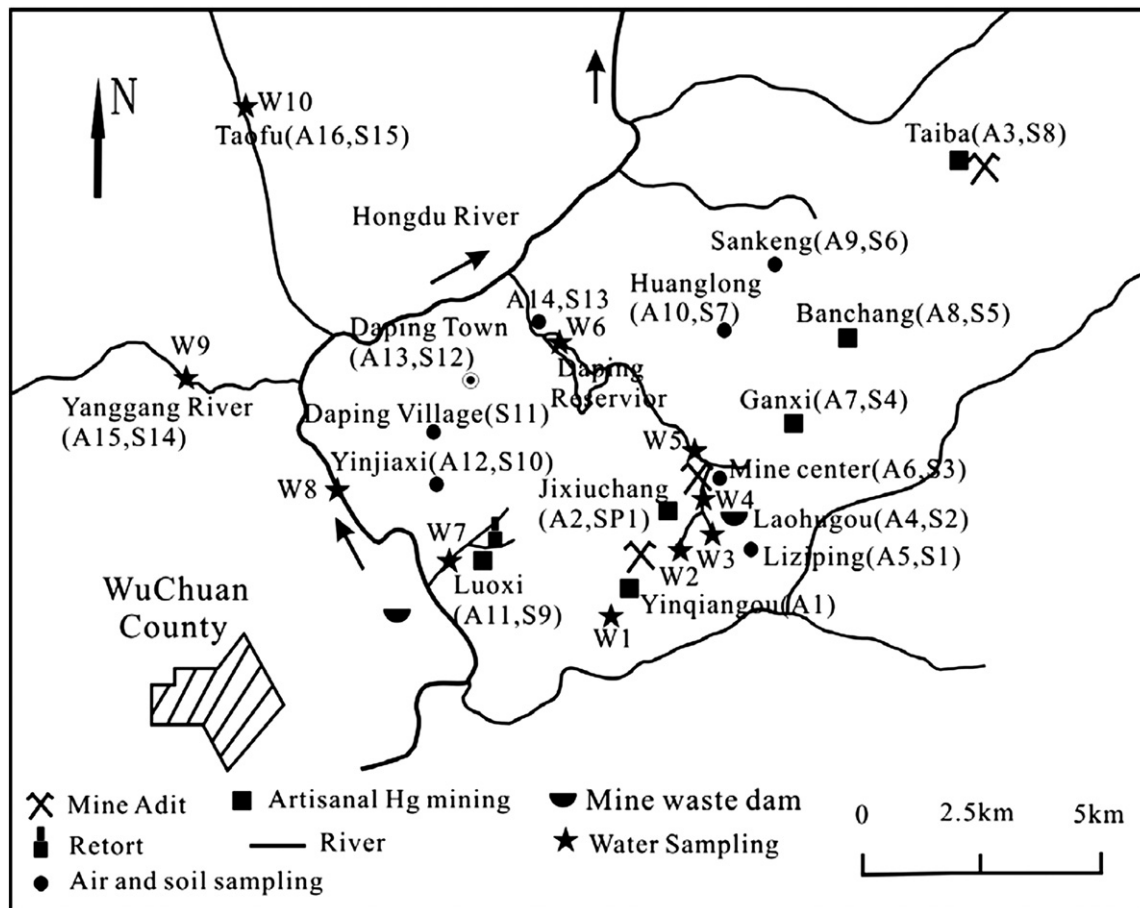 N
W10
Taofu(A16,S15)
Taiba(A3,S8)
Hongdu River
Sankeng(A9,S6)
Huanglong
(A10,S7)
A14,S13
Banchang(A8,S5)
W6
Daping Town
(A13,S12)
W9
Daping
Reservior
Yanggang River
(A15,S14)
Ganxi(A7,S4)
Daping Village(S11)
W5
Yinjiaxi(A12,S10)
Mine center(A6,S3)
W8
Jixiuchang
(A2,SP1)
W4
Laohugou(A4,S2)
W7
W3
W2
Liziping(A5,S1)
Luoxi
(A11,S9)
WuChuan
County
Yinqiangou(A1)
W1
Mine Adit
Artisanal Hg mining
Mine waste dam
0
2.5km
5km
Retort
River
Water Sampling
Air and soil sampling